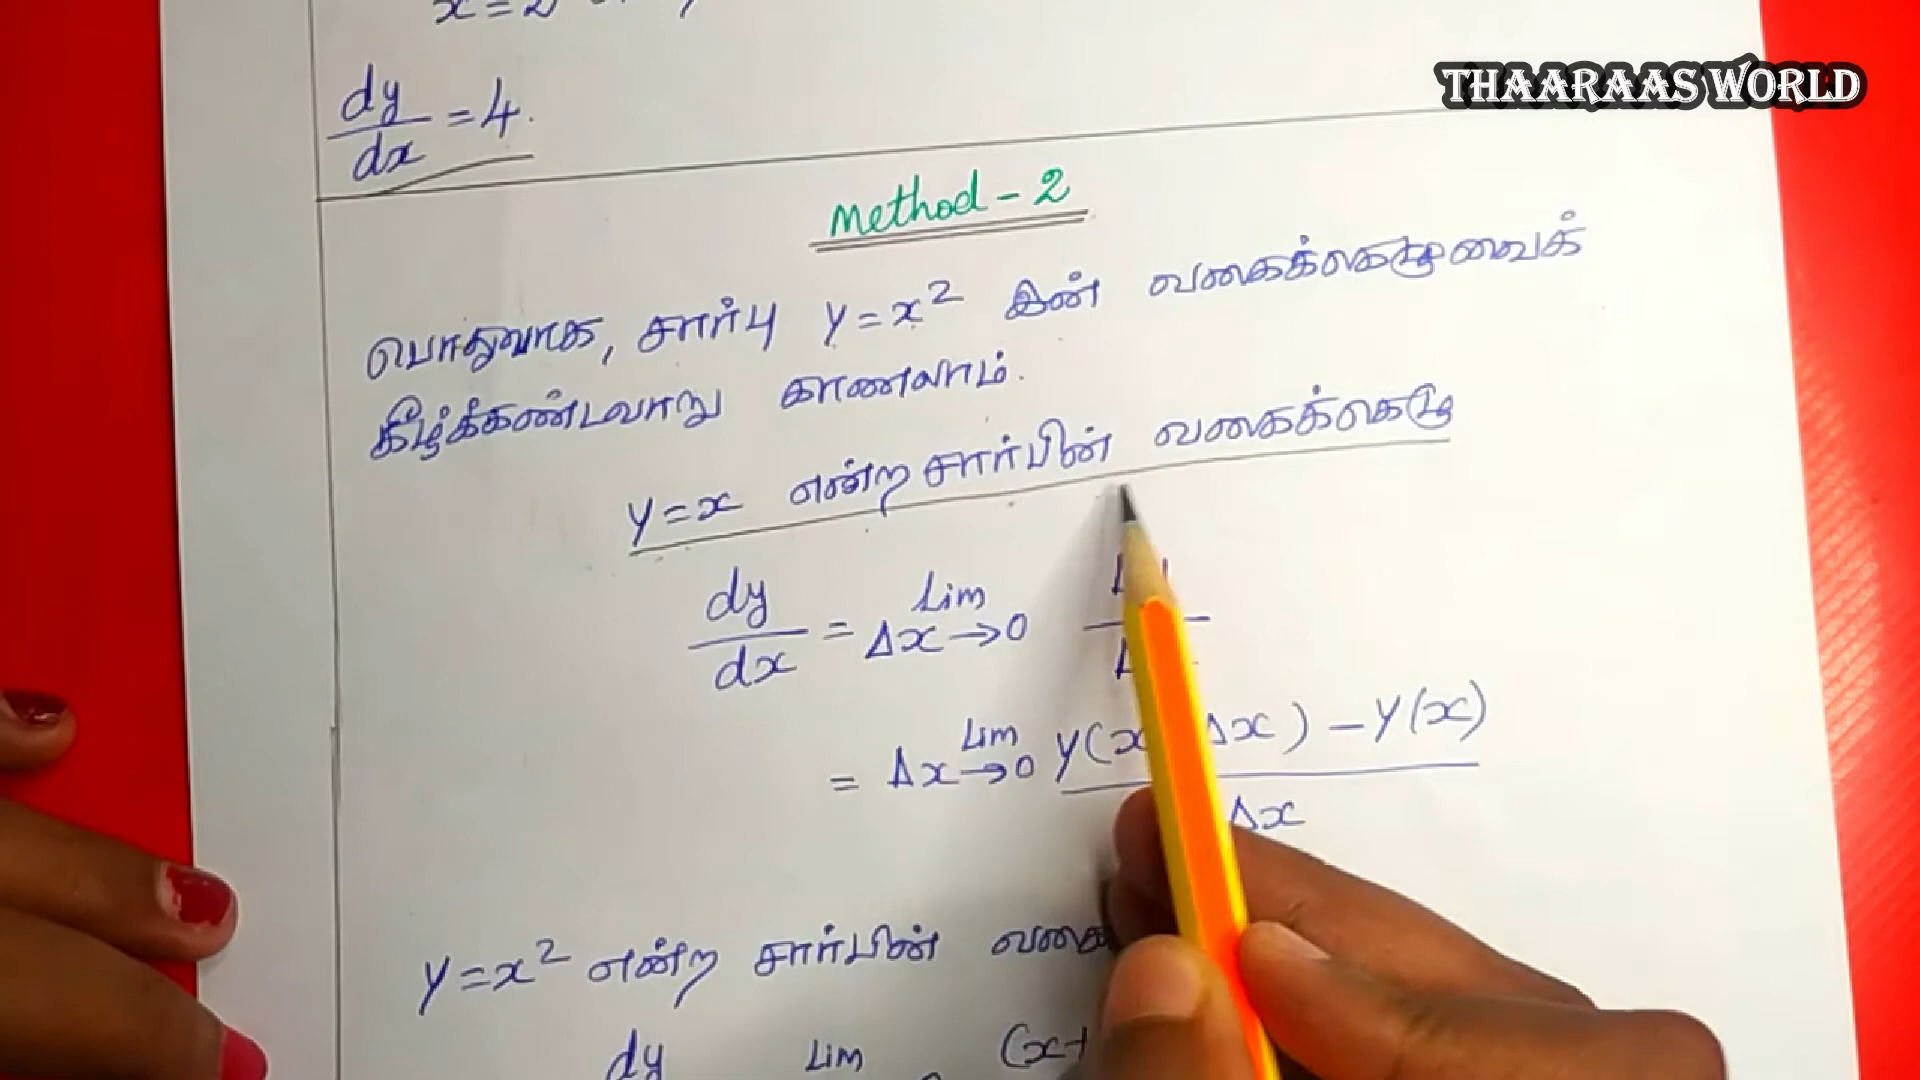 THAARAAS WORLD
dy/dx = 4.
Method - 2
பொதுவாக, சார்பு y = x² இன் வகைக்கெழுவைக்
கீழ்க்கண்டவாறு காணலாம்.
y = x என்ற சார்பின் வகைக்கெழு
dy/dx = Lim Δx→0
= Lim Δx→0 y(x Δx) - y(x) / Δx
y = x² என்ற சார்பின்
dy Lim (x+